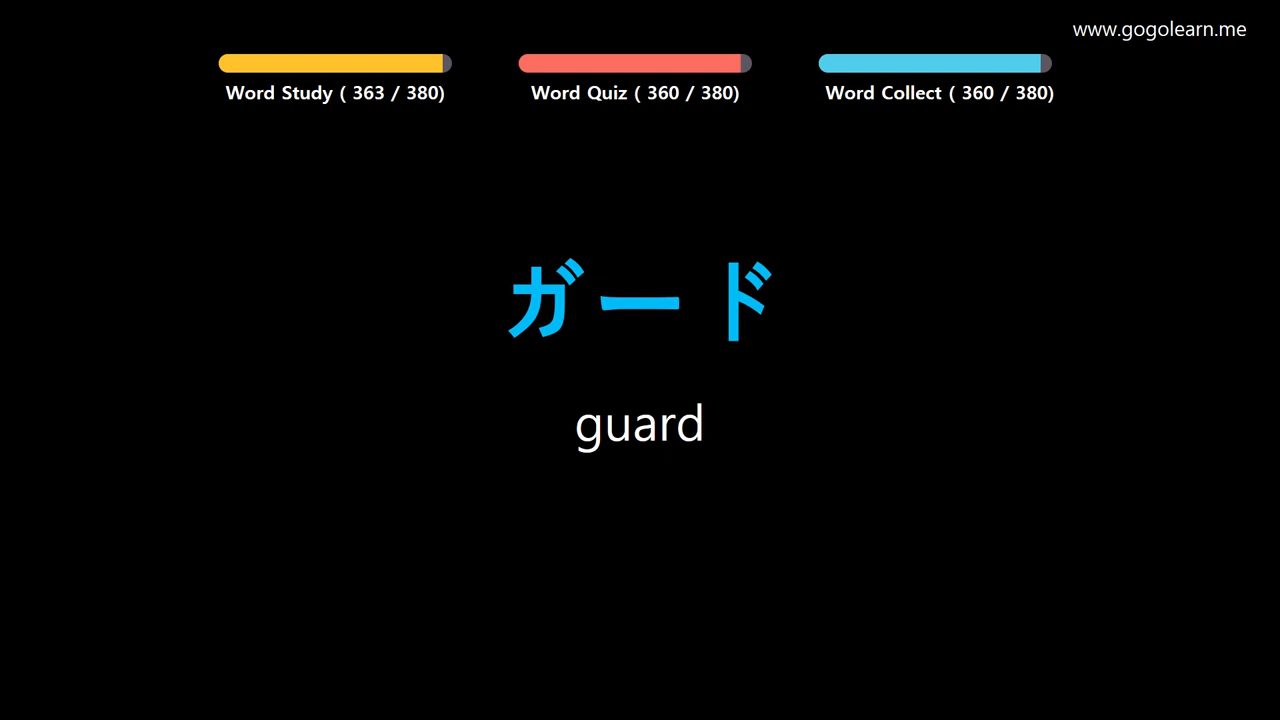 www.gogolearn.me
Word Study ( 363 / 380)
Word Quiz ( 360 / 380)
Word Collect ( 360 / 380)
ガード
guard